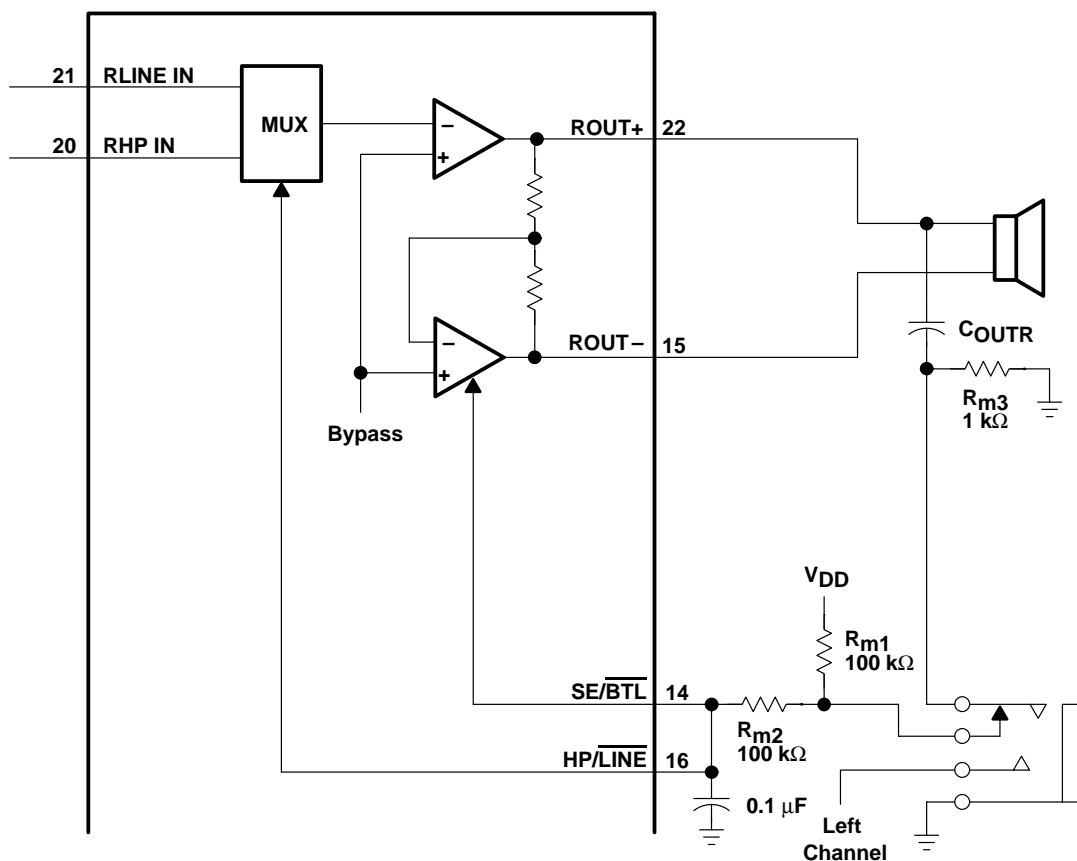 21 RLINE IN
MUX
20 RHP IN
−
+
ROUT+ 22
−
+
ROUT− 15
Bypass
COUTR
Rm3
1 kΩ
VDD
Rm1
100 kΩ
SE/BTL 14
Rm2
100 kΩ
HP/LINE 16
0.1 μF
Left
Channel